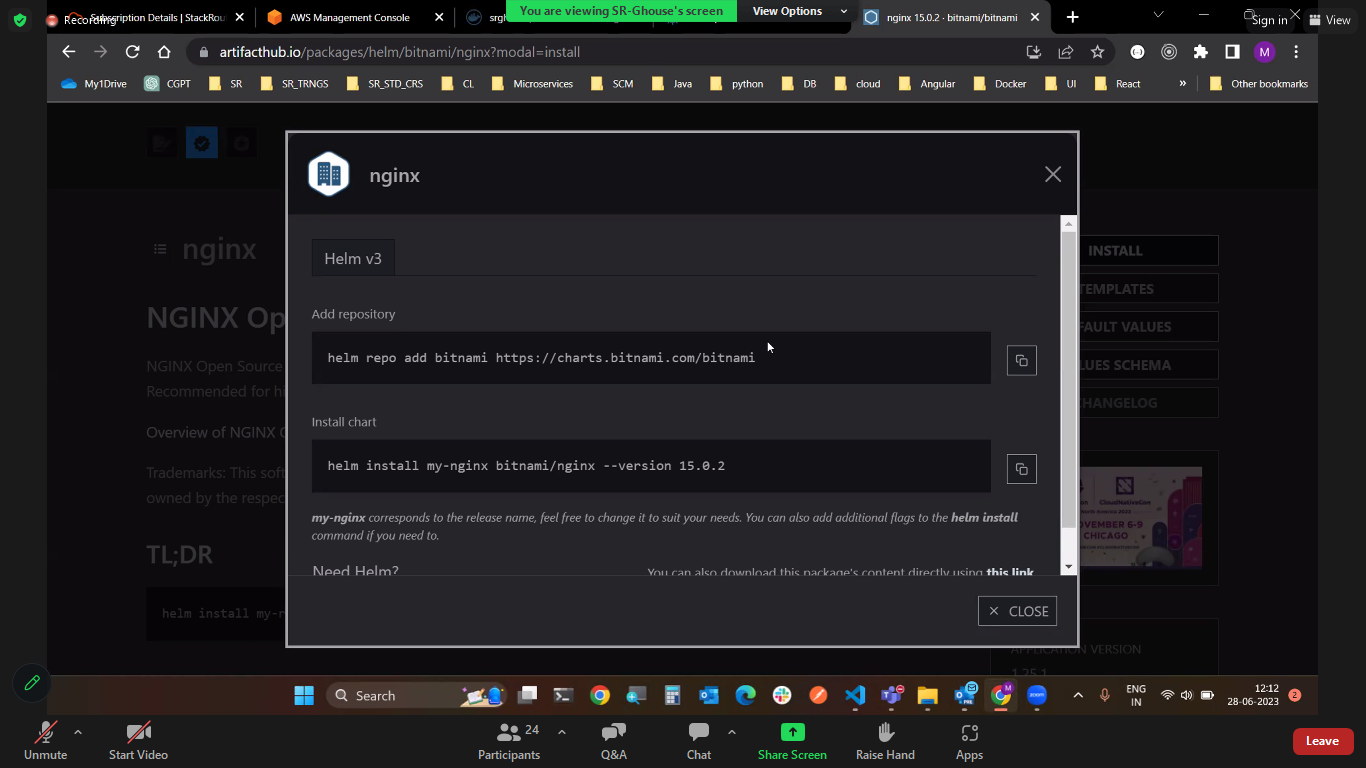 Recording
Subscription Details | StackRou
AWS Management Console
You are viewing SR-Ghouse's screen
View Options
nginx 15.0.2 · bitnami/bitnami
Sign in
View
artifacthub.io/packages/helm/bitnami/nginx?modal=install
M
My1Drive
CGPT
SR
SR_TRNGS
SR_STD_CRS
CL
Microservices
SCM
Java
python
DB
cloud
Angular
Docker
UI
React
»
Other bookmarks
nginx
Helm v3
Add repository
helm repo add bitnami https://charts.bitnami.com/bitnami
Install chart
helm install my-nginx bitnami/nginx --version 15.0.2
my-nginx corresponds to the release name, feel free to change it to suit your needs. You can also add additional flags to the helm install
command if you need to.
Need Helm?
You can also download this package's content directly using this link
CLOSE
nginx
NGINX Op
NGINX Open Source
Recommended for hi
Overview of NGINX
Trademarks: This soft
owned by the respec
TL;DR
helm install my-n
INSTALL
TEMPLATES
FAULT VALUES
LUES SCHEMA
CHANGELOG
CloudNativeCon
North America 2023
OVEMBER 6-9
CHICAGO
APPLICATION VERSION
1.25.1
Search
ENG
IN
12:12
28-06-2023
2
Unmute
Start Video
24
Participants
Q&A
Chat
Share Screen
Raise Hand
Apps
Leave